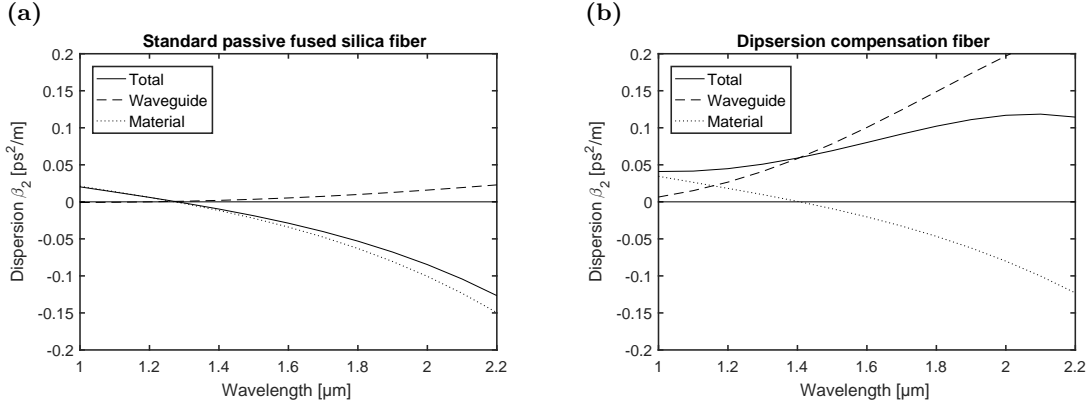 (a)
Standard passive fused silica fiber
Total
Waveguide
Material
0.2
0.15
0.1
0.05
0
-0.05
-0.1
-0.15
-0.2
Dispersion β2 [ps2/m]
1 1.2 1.4 1.6 1.8 2 2.2
Wavelength [µm]
(b)
Dipsersion compensation fiber
Total
Waveguide
Material
0.2
0.15
0.1
0.05
0
-0.05
-0.1
-0.15
-0.2
Dispersion β2 [ps2/m]
1 1.2 1.4 1.6 1.8 2 2.2
Wavelength [µm]